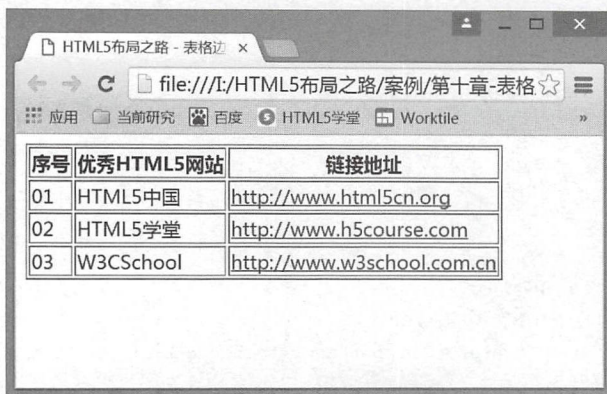 HTML5布局之路 - 表格边
file:///I:/HTML5布局之路/案例/第十章-表格
应用 当前研究 百度 HTML5学堂 Worktile »
序号 优秀HTML5网站 链接地址
01 HTML5中国 http://www.html5cn.org
02 HTML5学堂 http://www.h5course.com
03 W3CSchool http://www.w3school.com.cn